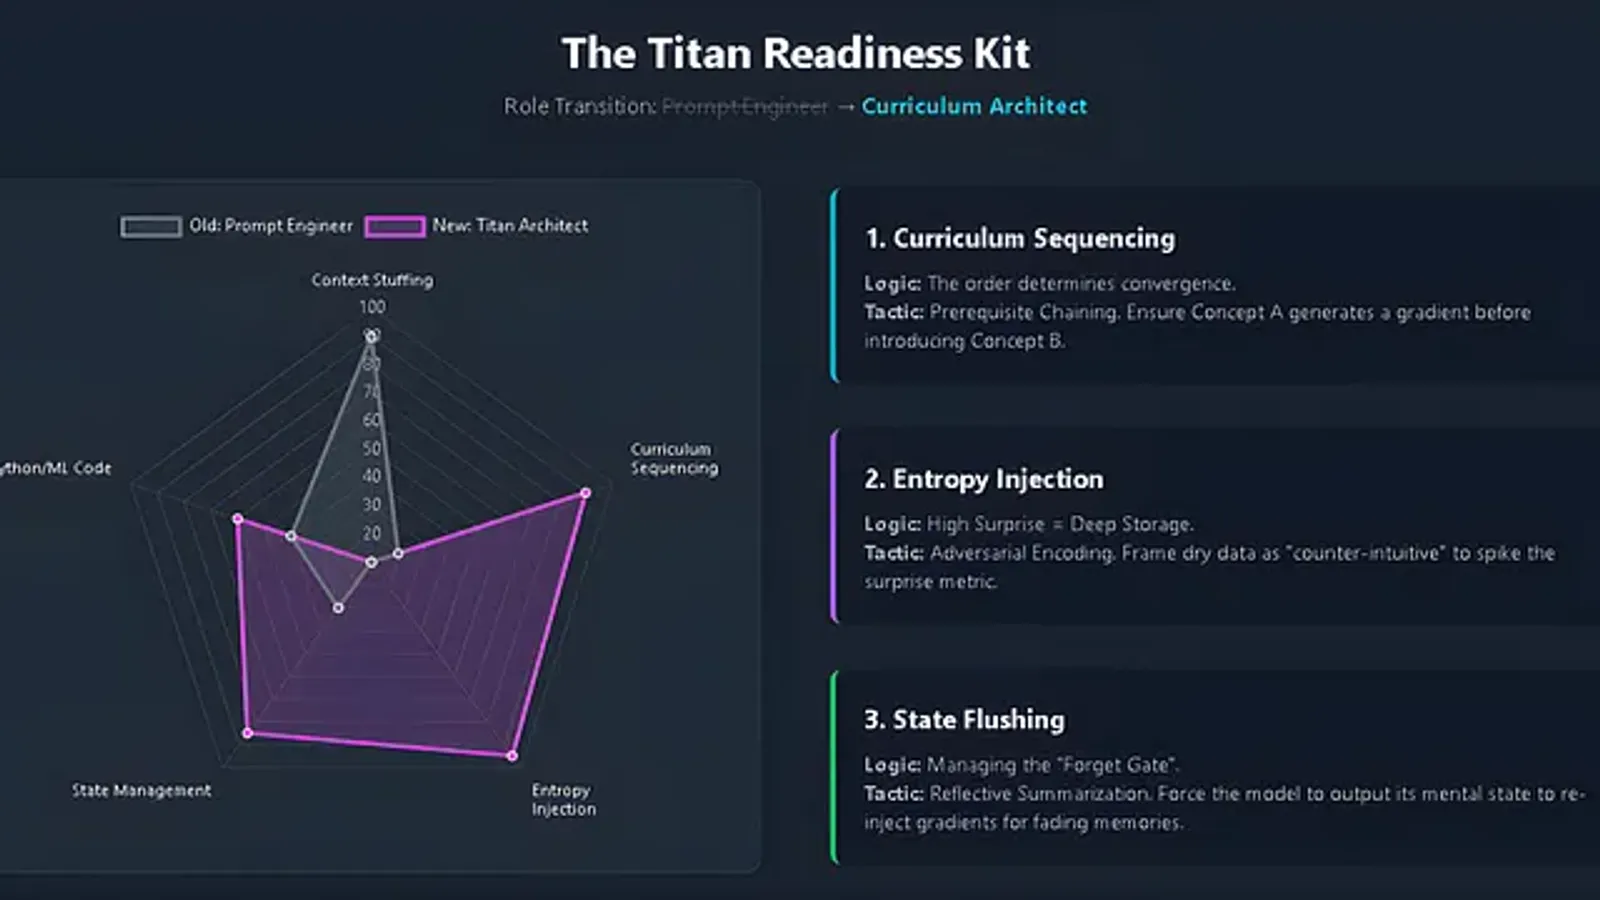 The Titan Readiness Kit
Role Transition: Prompt Engineer → Curriculum Architect
Old: Prompt Engineer
New: Titan Architect
Context Stuffing
100
90
80
70
60
50
40
30
20
Curriculum
Sequencing
ython/ML Code
State Management
Entropy
Injection
1. Curriculum Sequencing
Logic: The order determines convergence.
Tactic: Prerequisite Chaining. Ensure Concept A generates a gradient before
introducing Concept B.
2. Entropy Injection
Logic: High Surprise = Deep Storage.
Tactic: Adversarial Encoding. Frame dry data as "counter-intuitive" to spike the
surprise metric.
3. State Flushing
Logic: Managing the "Forget Gate".
Tactic: Reflective Summarization. Force the model to output its mental state to re-
inject gradients for fading memories.